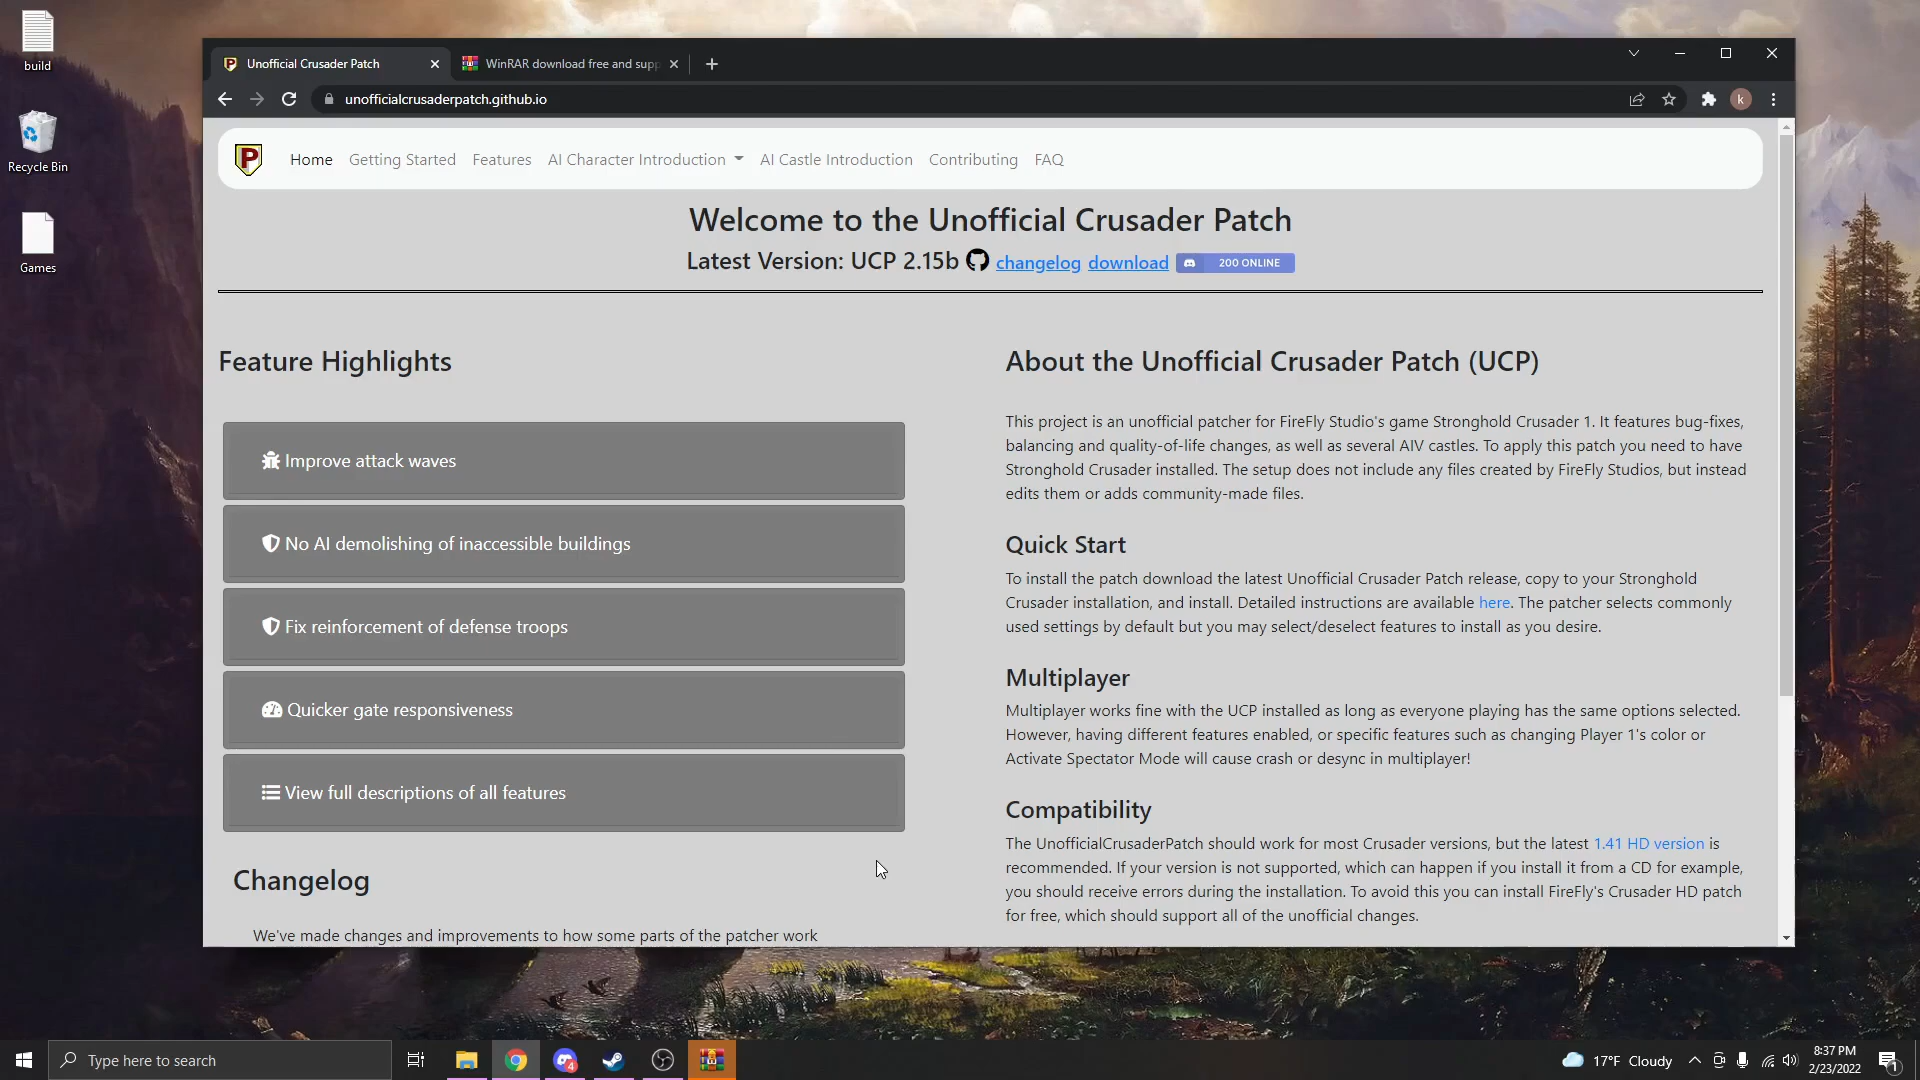 build
Recycle Bin
Games
Unofficial Crusader Patch
WinRAR download free and supp
unofficialcrusaderpatch.github.io
k
P
Home
Getting Started
Features
AI Character Introduction
AI Castle Introduction
Contributing
FAQ
Welcome to the Unofficial Crusader Patch
Latest Version: UCP 2.15b changelog download 200 ONLINE
Feature Highlights
Improve attack waves
No AI demolishing of inaccessible buildings
Fix reinforcement of defense troops
Quicker gate responsiveness
View full descriptions of all features
Changelog
We've made changes and improvements to how some parts of the patcher work
About the Unofficial Crusader Patch (UCP)
This project is an unofficial patcher for FireFly Studio's game Stronghold Crusader 1. It features bug-fixes,
balancing and quality-of-life changes, as well as several AIV castles. To apply this patch you need to have
Stronghold Crusader installed. The setup does not include any files created by FireFly Studios, but instead
edits them or adds community-made files.
Quick Start
To install the patch download the latest Unofficial Crusader Patch release, copy to your Stronghold
Crusader installation, and install. Detailed instructions are available here. The patcher selects commonly
used settings by default but you may select/deselect features to install as you desire.
Multiplayer
Multiplayer works fine with the UCP installed as long as everyone playing has the same options selected.
However, having different features enabled, or specific features such as changing Player 1's color or
Activate Spectator Mode will cause crash or desync in multiplayer!
Compatibility
The UnofficialCrusaderPatch should work for most Crusader versions, but the latest 1.41 HD version is
recommended. If your version is not supported, which can happen if you install it from a CD for example,
you should receive errors during the installation. To avoid this you can install FireFly's Crusader HD patch
for free, which should support all of the unofficial changes.
Type here to search
4
17°F Cloudy
8:37 PM
2/23/2022
1